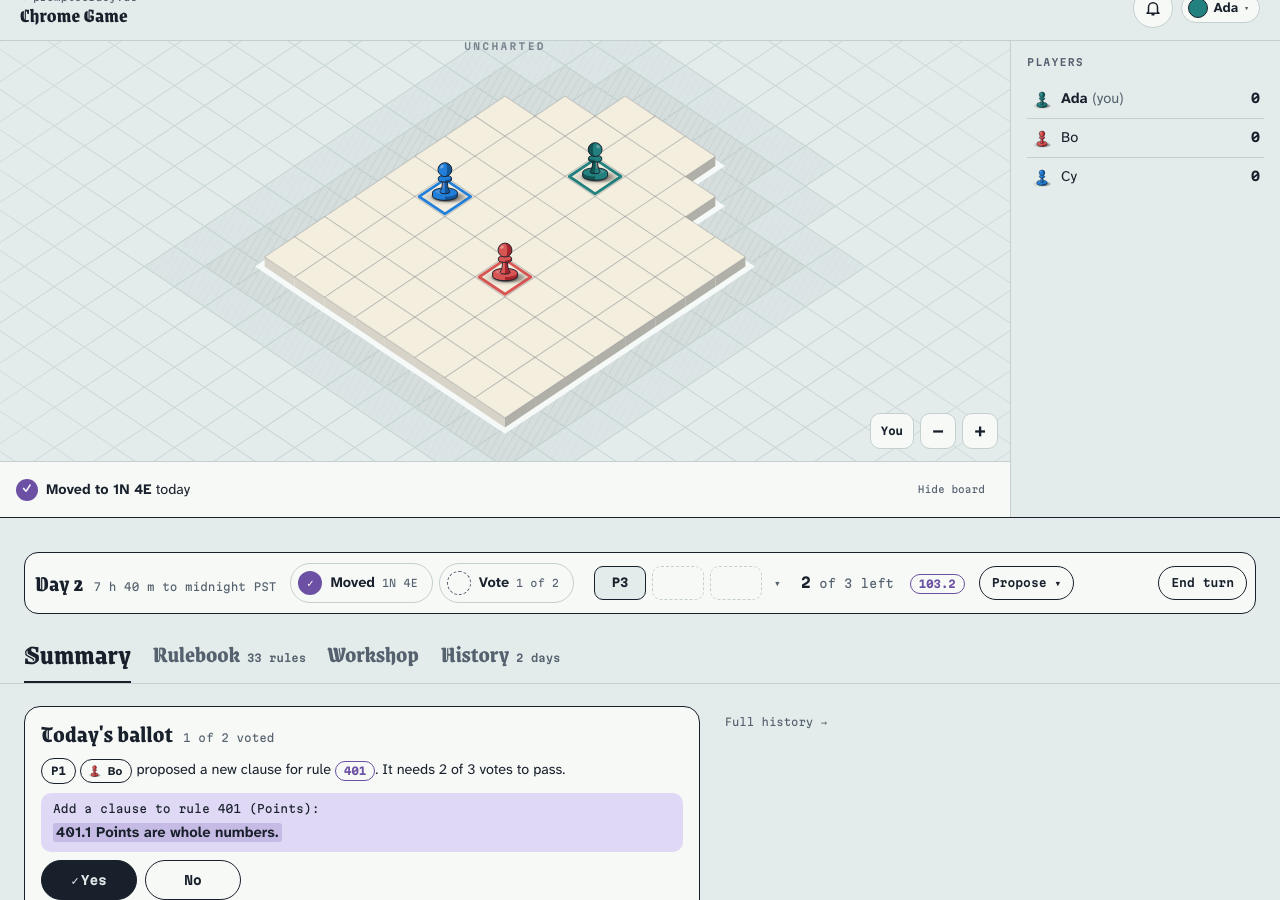 Chrome Game
Ada ▾
UNCHARTED
PLAYERS
Ada (you) 0
Bo 0
Cy 0
You − +
✓ Moved to 1N 4E today
Hide board
Day 2 7 h 40 m to midnight PST
✓ Moved 1N 4E
Vote 1 of 2
P3 ▾
2 of 3 left 103.2
Propose ▾
End turn
Summary Rulebook 33 rules Workshop History 2 days
Today's ballot 1 of 2 voted
P1 Bo proposed a new clause for rule 401. It needs 2 of 3 votes to pass.
Add a clause to rule 401 (Points):
401.1 Points are whole numbers.
✓ Yes No
Full history →